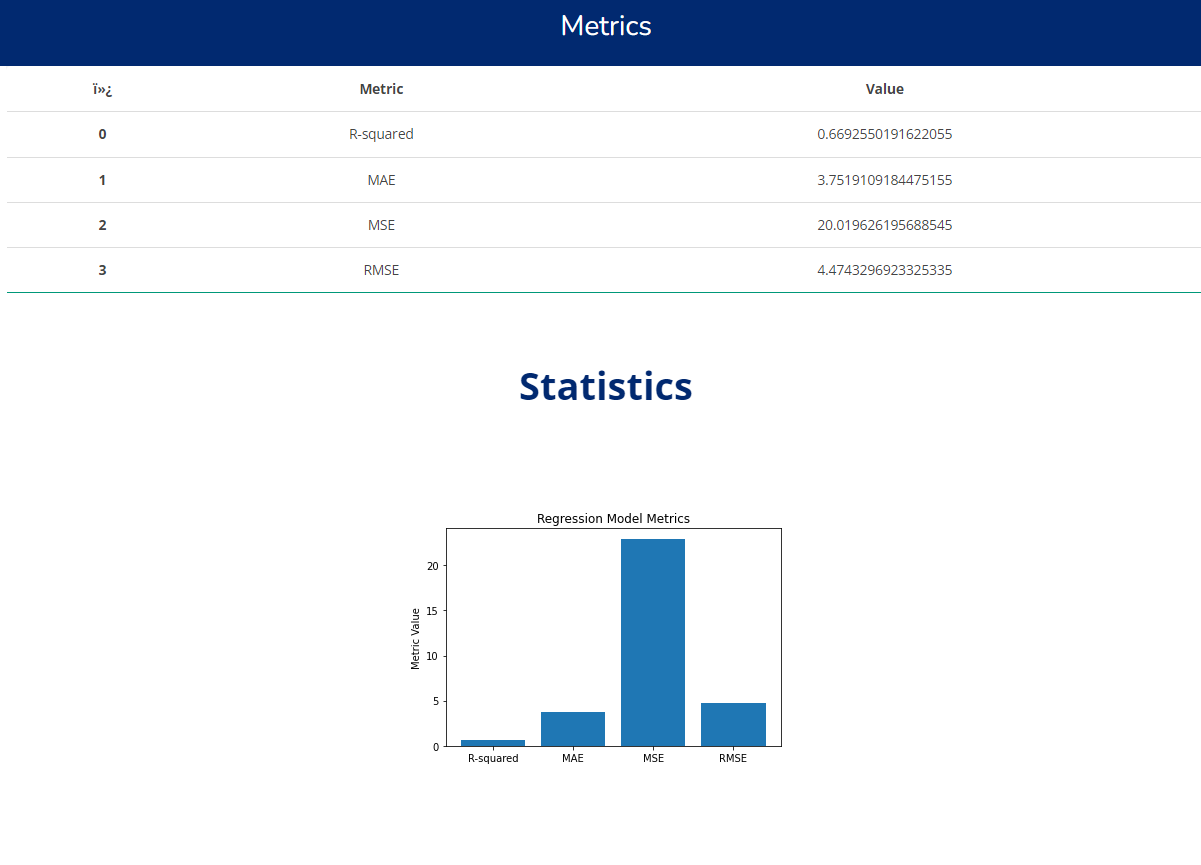 Metrics
ï»¿ Metric Value
0 R-squared 0.6692550191622055
1 MAE 3.7519109184475155
2 MSE 20.019626195688545
3 RMSE 4.4743296923325335
Statistics
Regression Model Metrics
Metric Value
20
15
10
5
0
R-squared MAE MSE RMSE